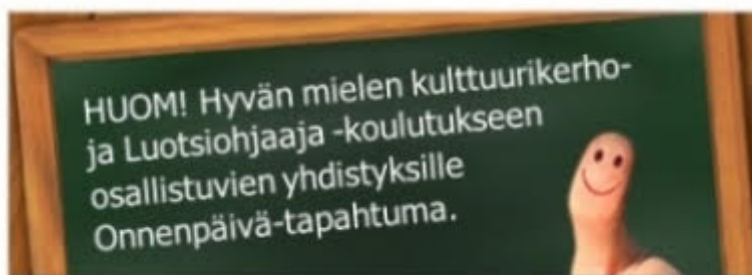 HUOM! Hyvän mielen kulttuurikerho-
ja Luotsiohjaaja -koulutukseen
osallistuvien yhdistyksille
Onnenpäivä-tapahtuma.